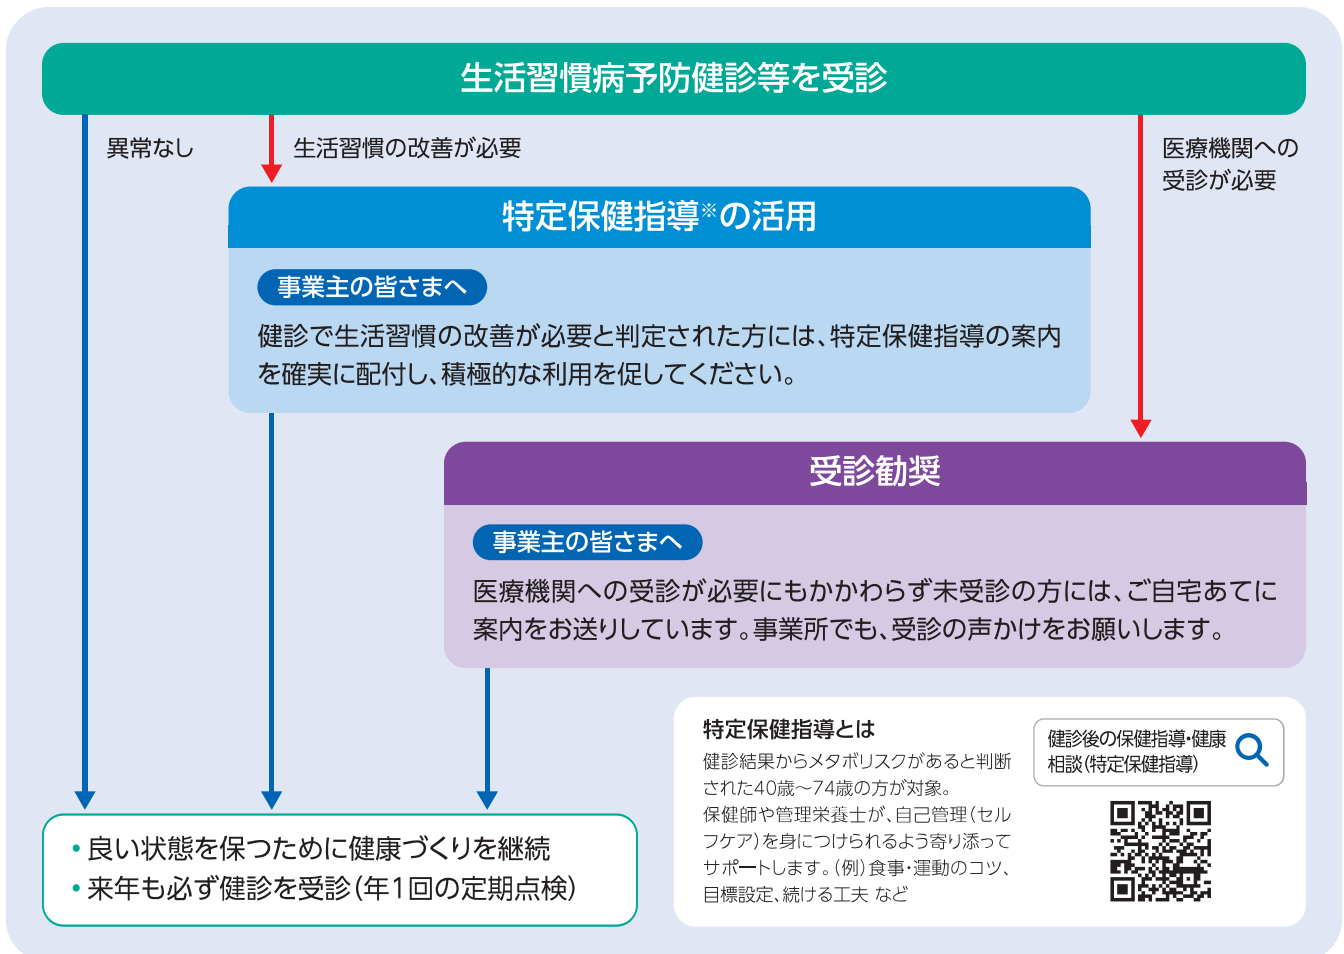 生活習慣病予防健診等を受診
異常なし
生活習慣の改善が必要
医療機関への
受診が必要
特定保健指導※の活用
事業主の皆さまへ
健診で生活習慣の改善が必要と判定された方には、特定保健指導の案内
を確実に配付し、積極的な利用を促してください。
受診勧奨
事業主の皆さまへ
医療機関への受診が必要にもかかわらず未受診の方には、ご自宅あてに
案内をお送りしています。事業所でも、受診の声かけをお願いします。
・良い状態を保つために健康づくりを継続
・来年も必ず健診を受診(年1回の定期点検)
特定保健指導とは
健診結果からメタボリスクがあると判断
された40歳〜74歳の方が対象。
保健師や管理栄養士が、自己管理(セル
フケア)を身につけられるよう寄り添って
サポートします。(例)食事・運動のコツ、
目標設定、続ける工夫 など
健診後の保健指導・健康
相談(特定保健指導)